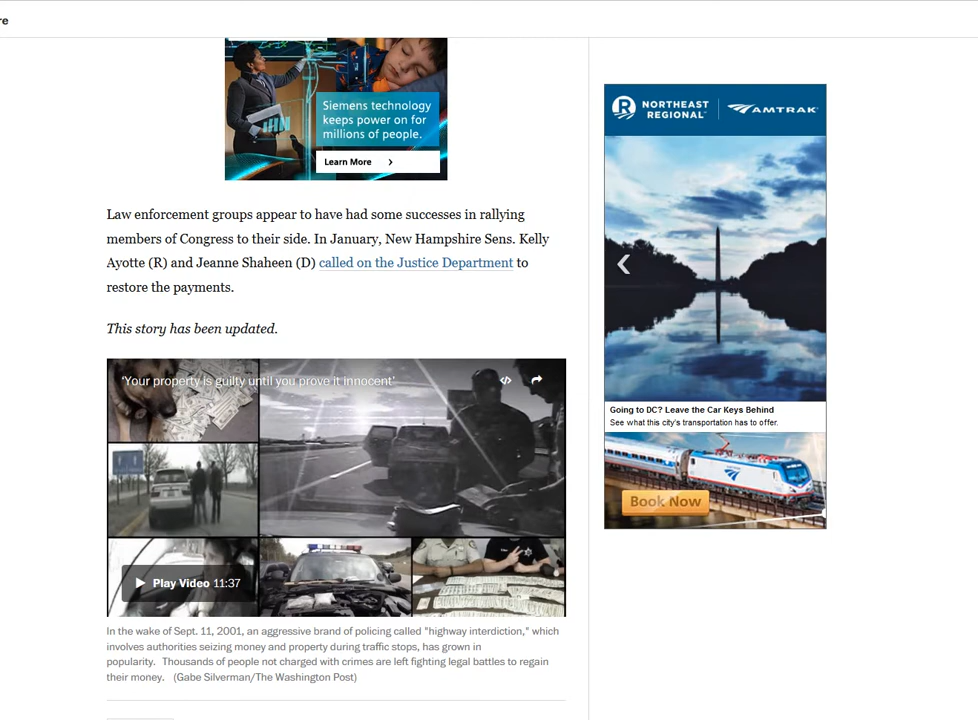 re
Siemens technology
keeps power on for
millions of people.
Learn More >
Law enforcement groups appear to have had some successes in rallying
members of Congress to their side. In January, New Hampshire Sens. Kelly
Ayotte (R) and Jeanne Shaheen (D) called on the Justice Department to
restore the payments.
This story has been updated.
'Your property is guilty until you prove it innocent'
Play Video 11:37
In the wake of Sept. 11, 2001, an aggressive brand of policing called "highway interdiction," which
involves authorities seizing money and property during traffic stops, has grown in
popularity. Thousands of people not charged with crimes are left fighting legal battles to regain
their money. (Gabe Silverman/The Washington Post)
R NORTHEAST
REGIONAL
AMTRAK
Going to DC? Leave the Car Keys Behind
See what this city's transportation has to offer.
Book Now